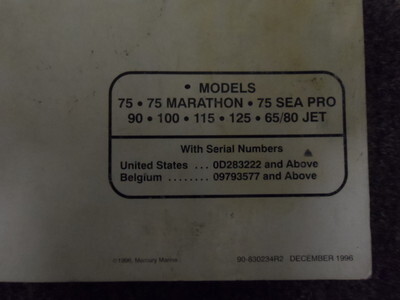 • MODELS
75 • 75 MARATHON • 75 SEA PRO
90 • 100 • 115 • 125 • 65/80 JET
With Serial Numbers
United States . . . 0D283222 and Above
Belgium . . . . . . . . 09793577 and Above
©1996, Mercury Marine
90-830234R2 DECEMBER 1996